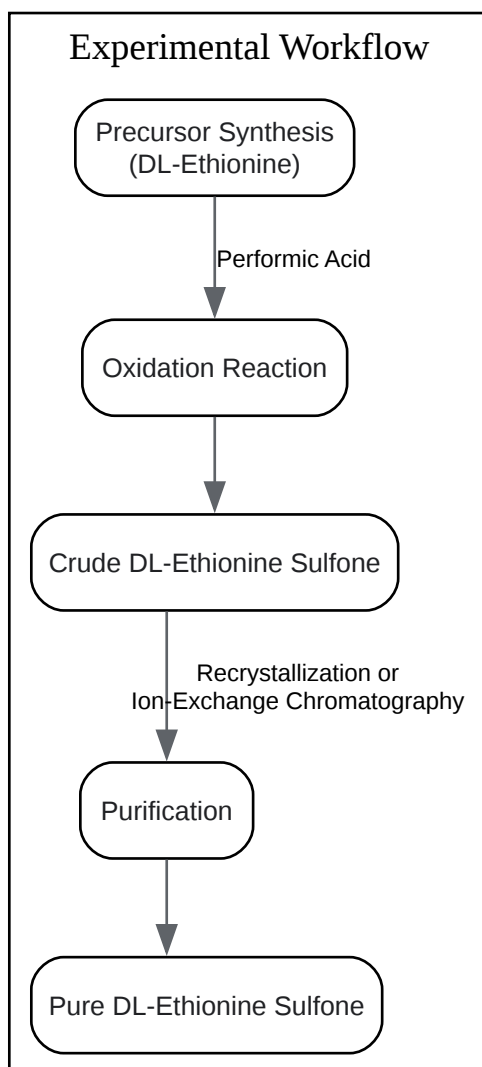 Experimental Workflow
Precursor Synthesis
(DL-Ethionine)
Performic Acid
Oxidation Reaction
Crude DL-Ethionine Sulfone
Recrystallization or
Ion-Exchange Chromatography
Purification
Pure DL-Ethionine Sulfone